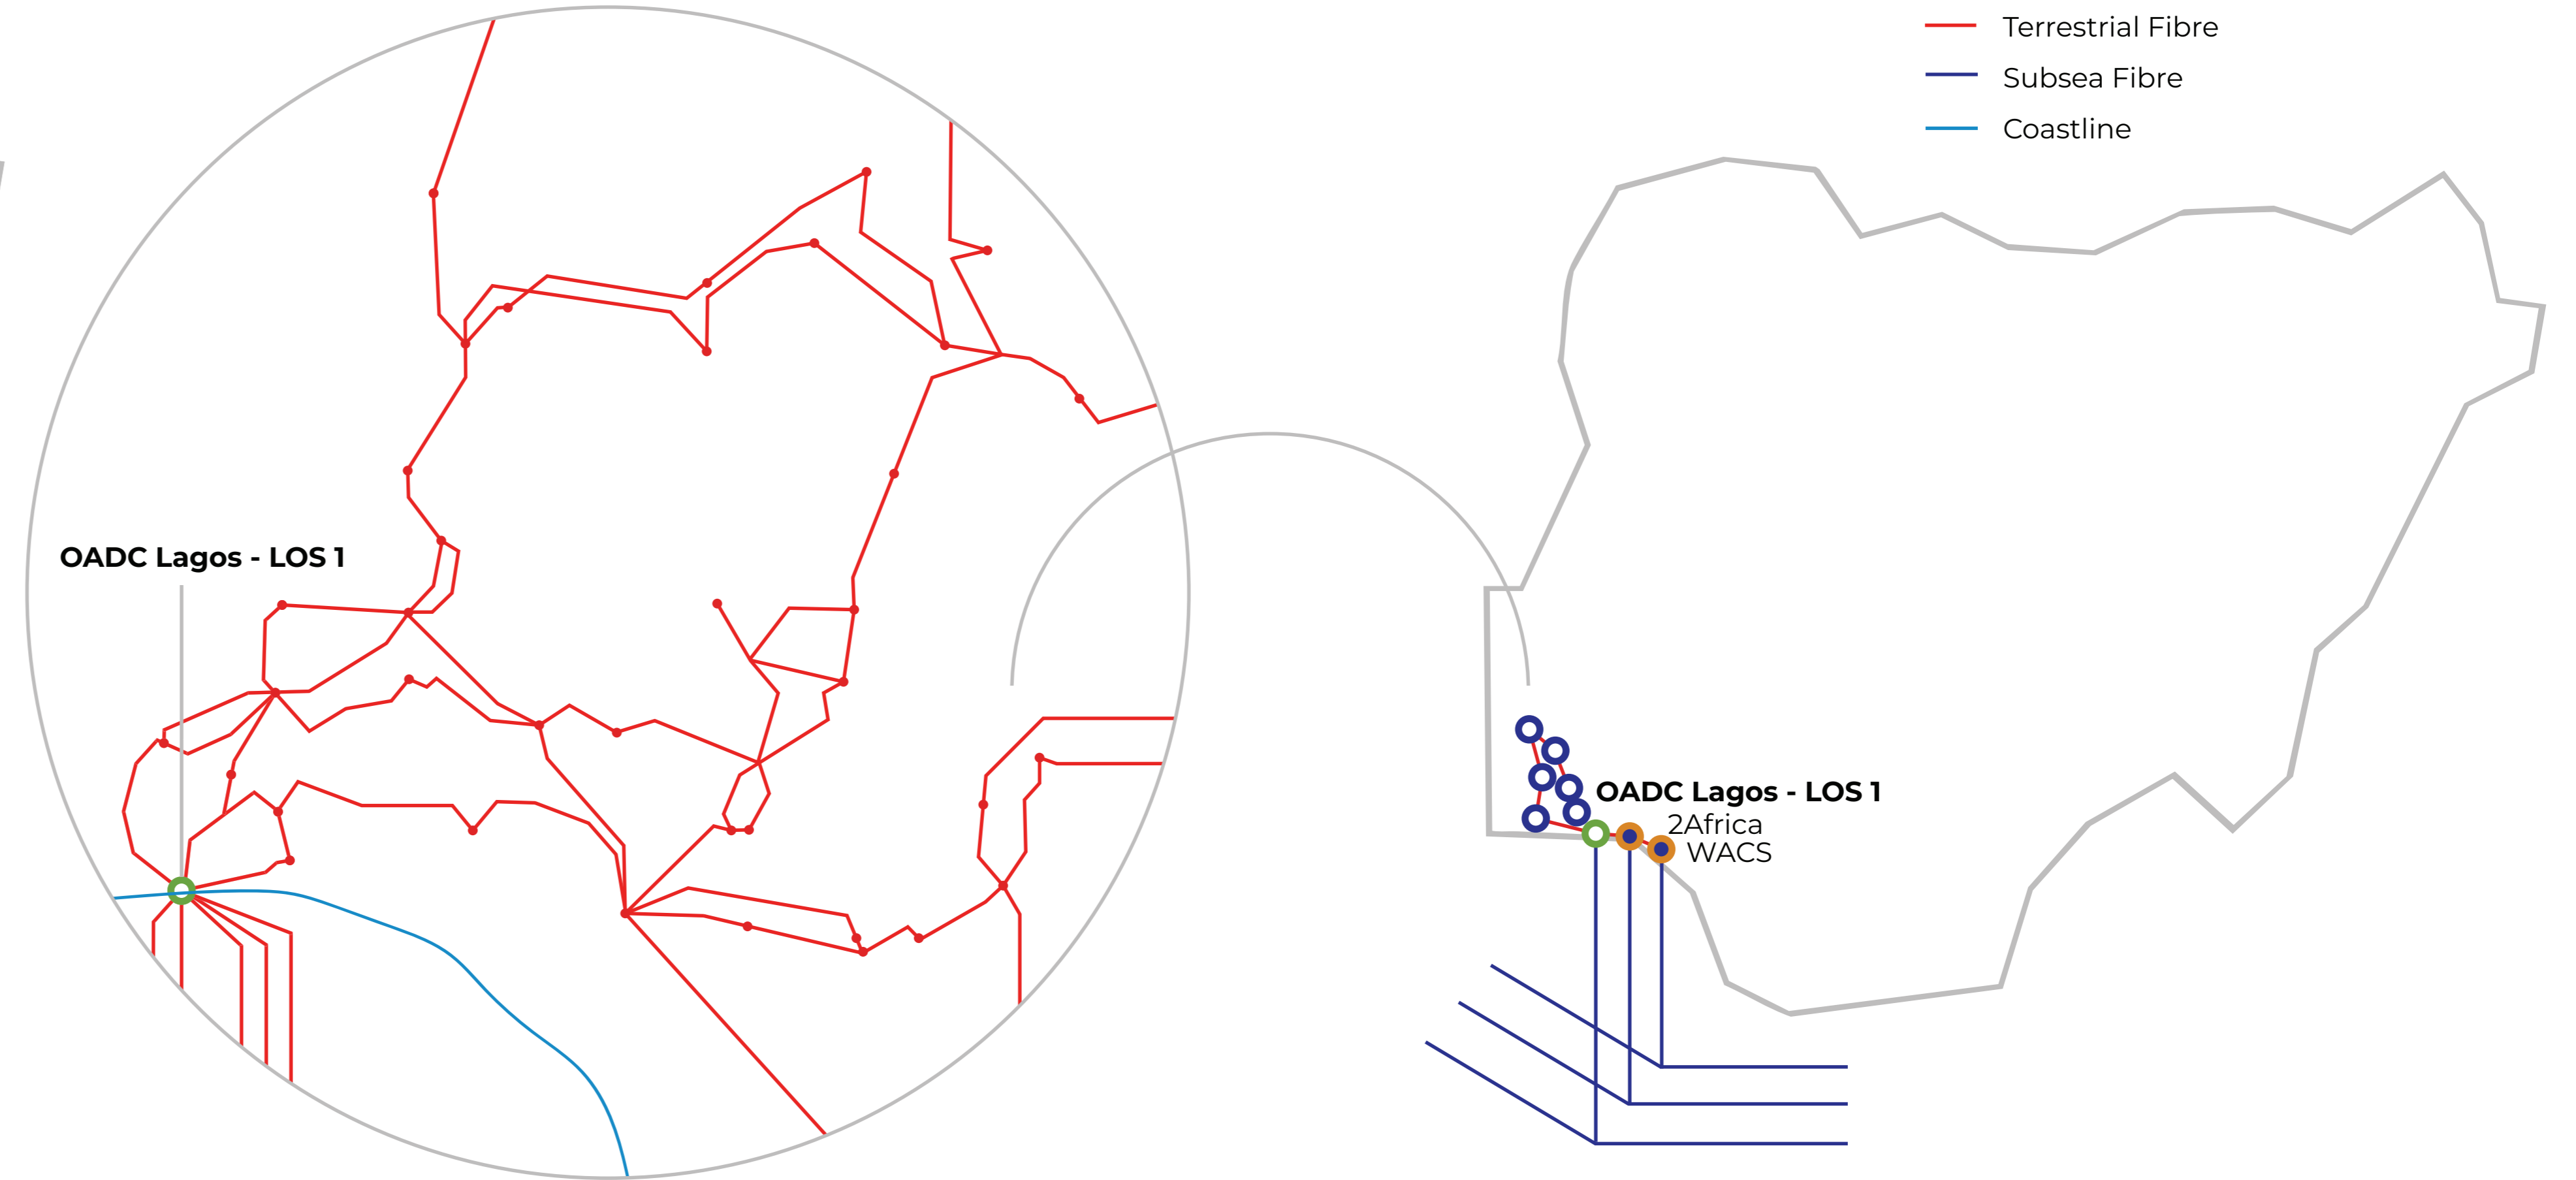 Terrestrial Fibre
Subsea Fibre
Coastline
OADC Lagos - LOS 1
OADC Lagos - LOS 1
2Africa
WACS